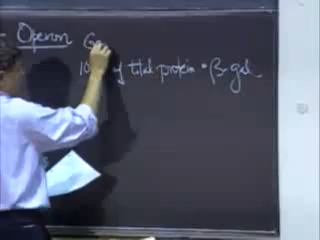 Operon
10 of total protein = β-gal